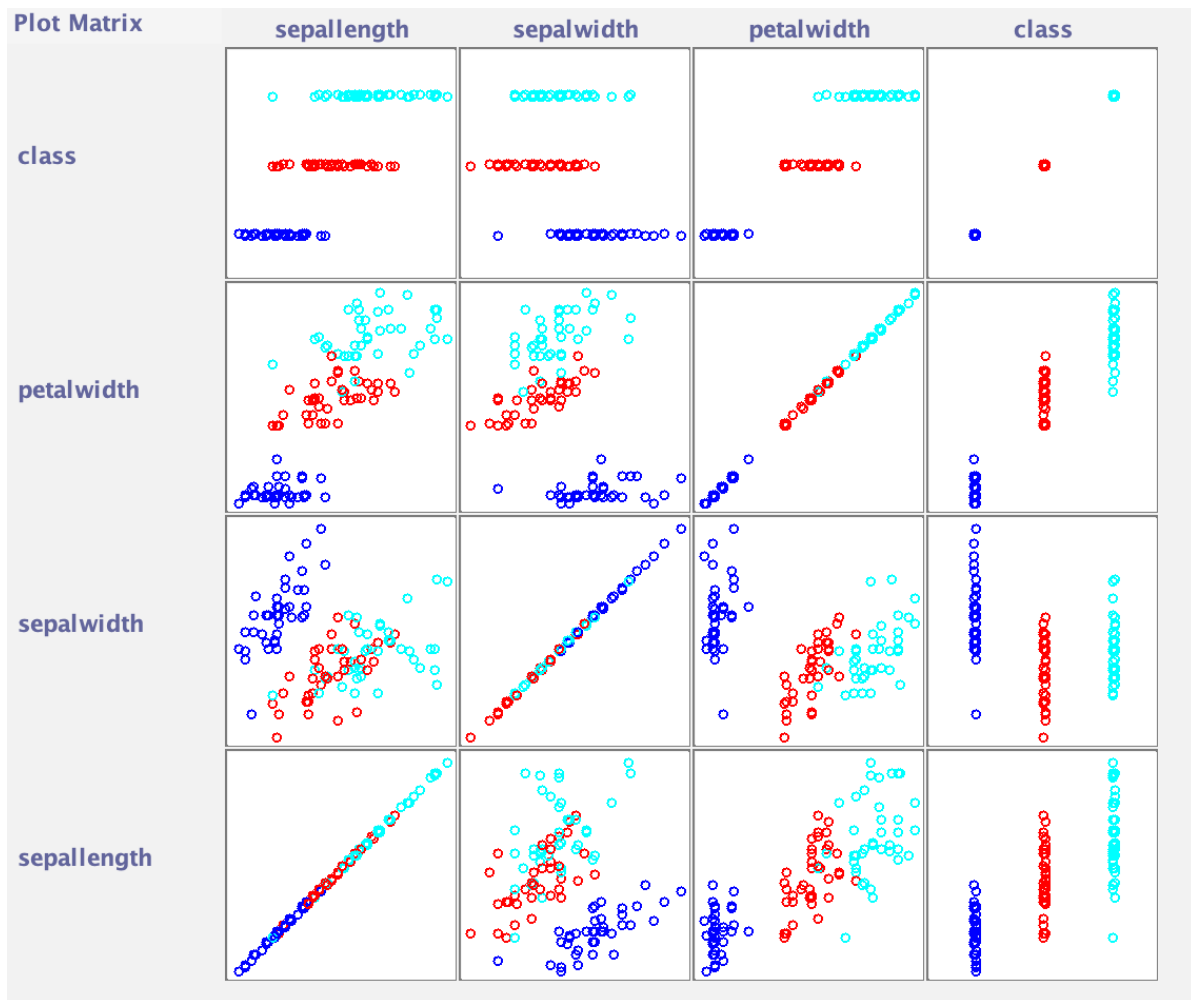 Plot Matrix
sepallength sepalwidth petalwidth class
class
petalwidth
sepalwidth
sepallength